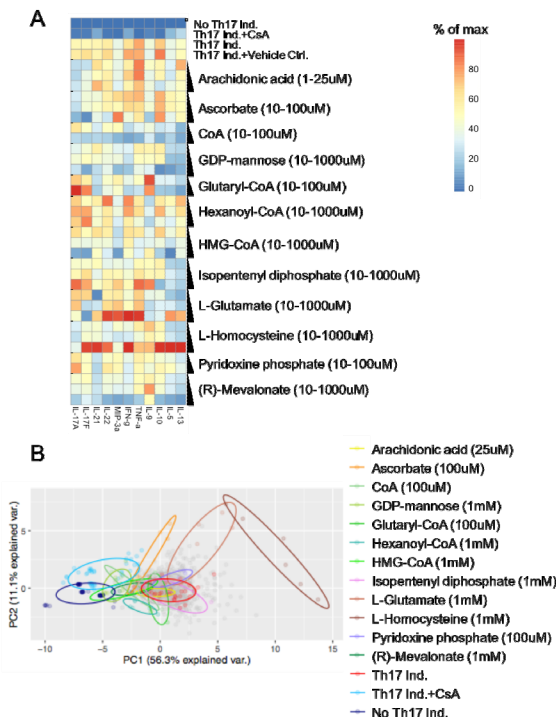 A
% of max
No Th17 Ind.
Th17 Ind.+CsA
Th17 Ind.
Th17 Ind.+Vehicle Ctrl.
Arachidonic acid (1-25uM)
Ascorbate (10-100uM)
CoA (10-100uM)
GDP-mannose (10-1000uM)
Glutaryl-CoA (10-100uM)
Hexanoyl-CoA (10-1000uM)
HMG-CoA (10-1000uM)
Isopentenyl diphosphate (10-1000uM)
L-Glutamate (10-1000uM)
L-Homocysteine (10-1000uM)
Pyridoxine phosphate (10-100uM)
(R)-Mevalonate (10-1000uM)
80
60
40
20
0
IL-17A
IL-17F
IL-21
IL-22
MIP-3a
IFN-g
TNF-a
IL-9
IL-10
IL-5
IL-13
B
PC2 (11.1% explained var.)
5
0
-10
-5
0
5
10
15
PC1 (56.3% explained var.)
Arachidonic acid (25uM)
Ascorbate (100uM)
CoA (100uM)
GDP-mannose (1mM)
Glutaryl-CoA (100uM)
Hexanoyl-CoA (1mM)
HMG-CoA (1mM)
Isopentenyl diphosphate (1mM)
L-Glutamate (1mM)
L-Homocysteine (1mM)
Pyridoxine phosphate (100uM)
(R)-Mevalonate (1mM)
Th17 Ind.
Th17 Ind.+CsA
No Th17 Ind.